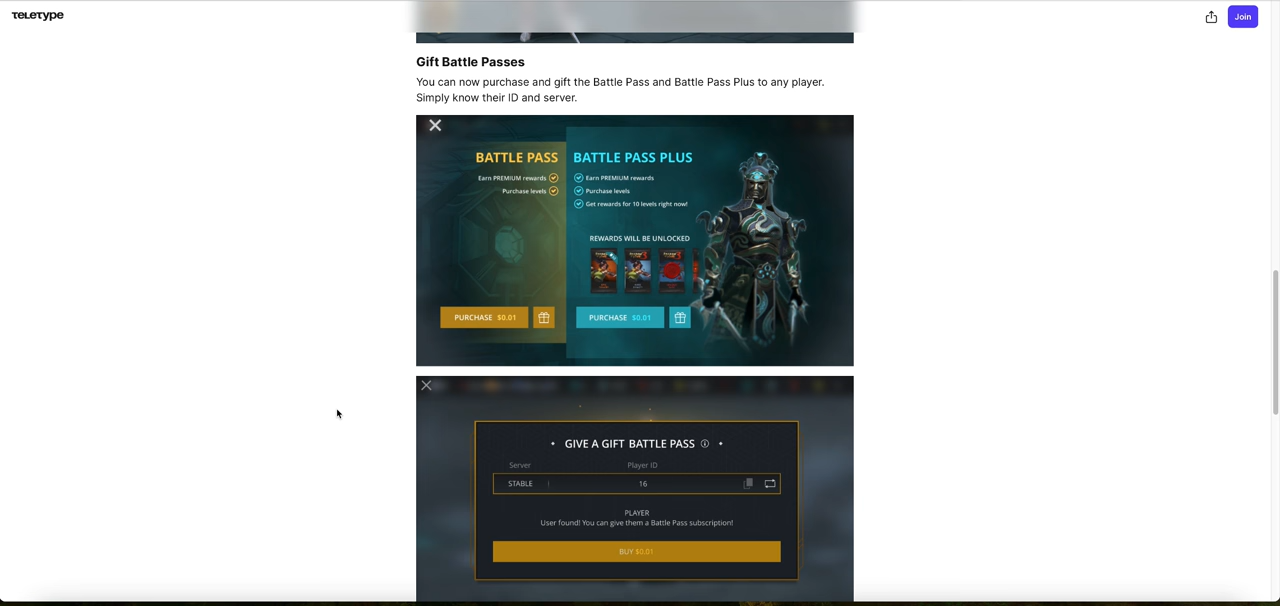 TELETYPE
Join
Gift Battle Passes
You can now purchase and gift the Battle Pass and Battle Pass Plus to any player.
Simply know their ID and server.
BATTLE PASS
Earn PREMIUM rewards
Purchase levels
PURCHASE $0.01
BATTLE PASS PLUS
Earn PREMIUM rewards
Purchase levels
Get rewards for 10 levels right now!
REWARDS WILL BE UNLOCKED
PURCHASE $0.01
GIVE A GIFT BATTLE PASS
Server Player ID
STABLE 16
PLAYER
User found! You can give them a Battle Pass subscription!
BUY $0.01